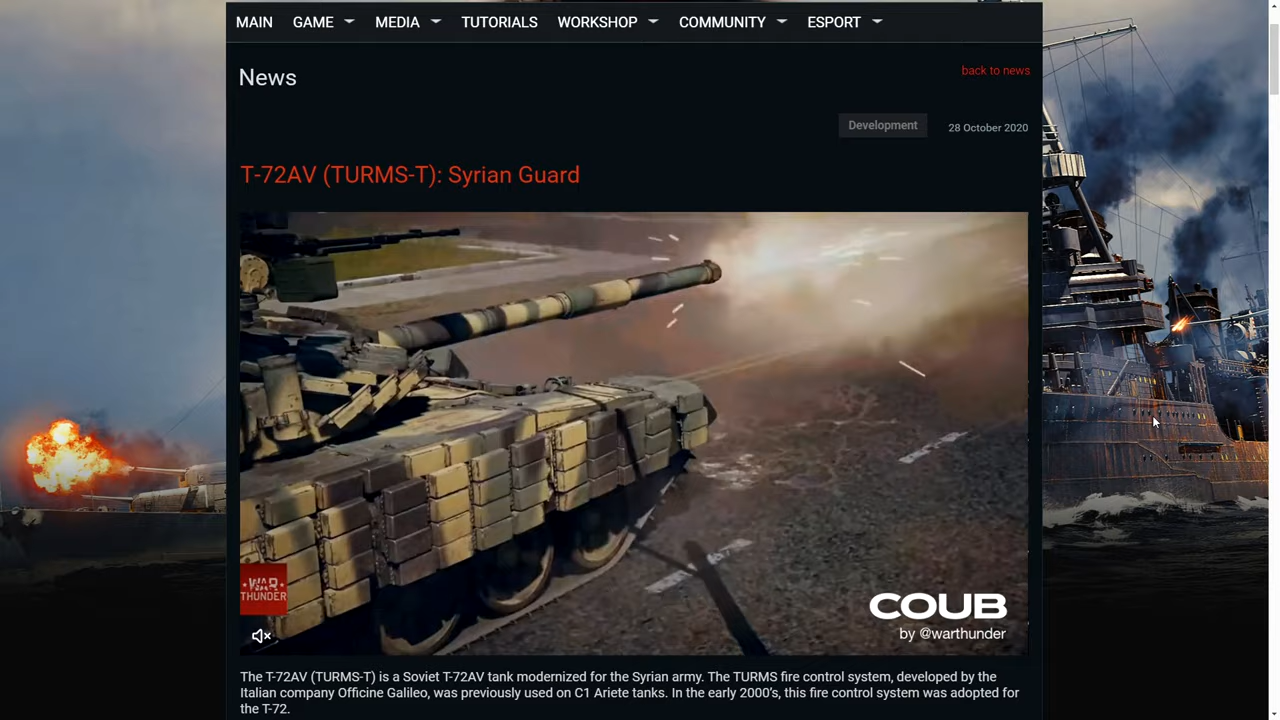 MAIN GAME MEDIA TUTORIALS WORKSHOP COMMUNITY ESPORT
News
back to news
Development
28 October 2020
T-72AV (TURMS-T): Syrian Guard
WAR
THUNDER
COUB
by @warthunder
The T-72AV (TURMS-T) is a Soviet T-72AV tank modernized for the Syrian army. The TURMS fire control system, developed by the
Italian company Officine Galileo, was previously used on C1 Ariete tanks. In the early 2000's, this fire control system was adopted for
the T-72.